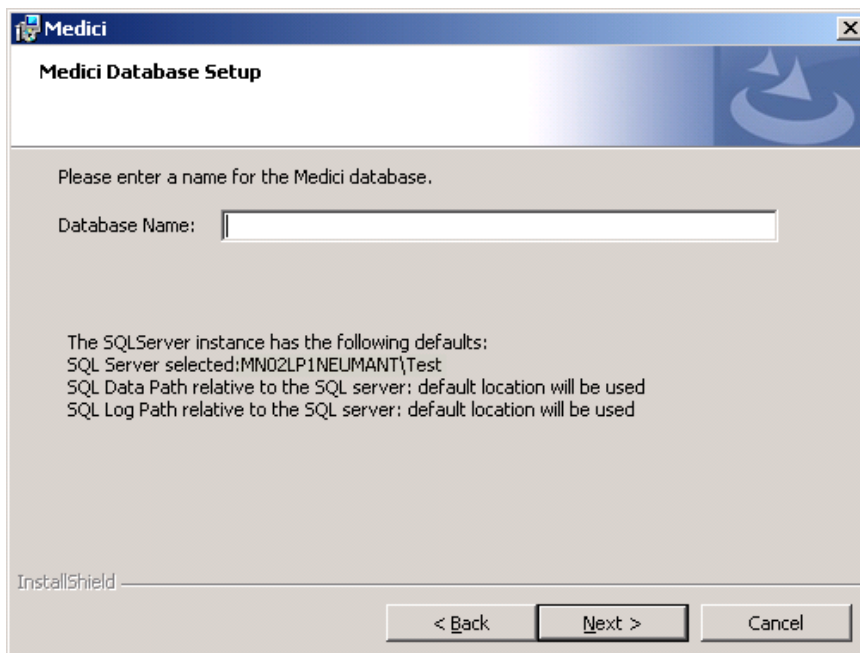 Medici
Medici Database Setup
Please enter a name for the Medici database.
Database Name:
The SQLServer instance has the following defaults:
SQL Server selected:MN02LP1NEUMANT\Test
SQL Data Path relative to the SQL server: default location will be used
SQL Log Path relative to the SQL server: default location will be used
InstallShield
< Back Next > Cancel